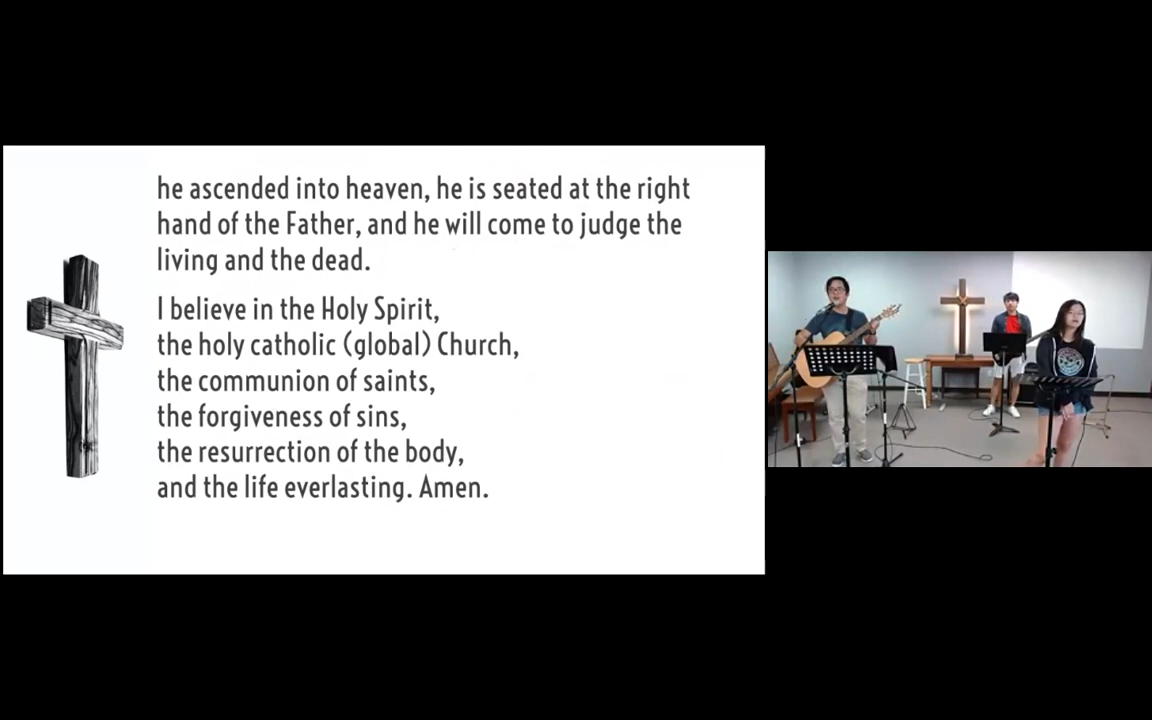 he ascended into heaven, he is seated at the right
hand of the Father, and he will come to judge the
living and the dead.
I believe in the Holy Spirit,
the holy catholic (global) Church,
the communion of saints,
the forgiveness of sins,
the resurrection of the body,
and the life everlasting. Amen.